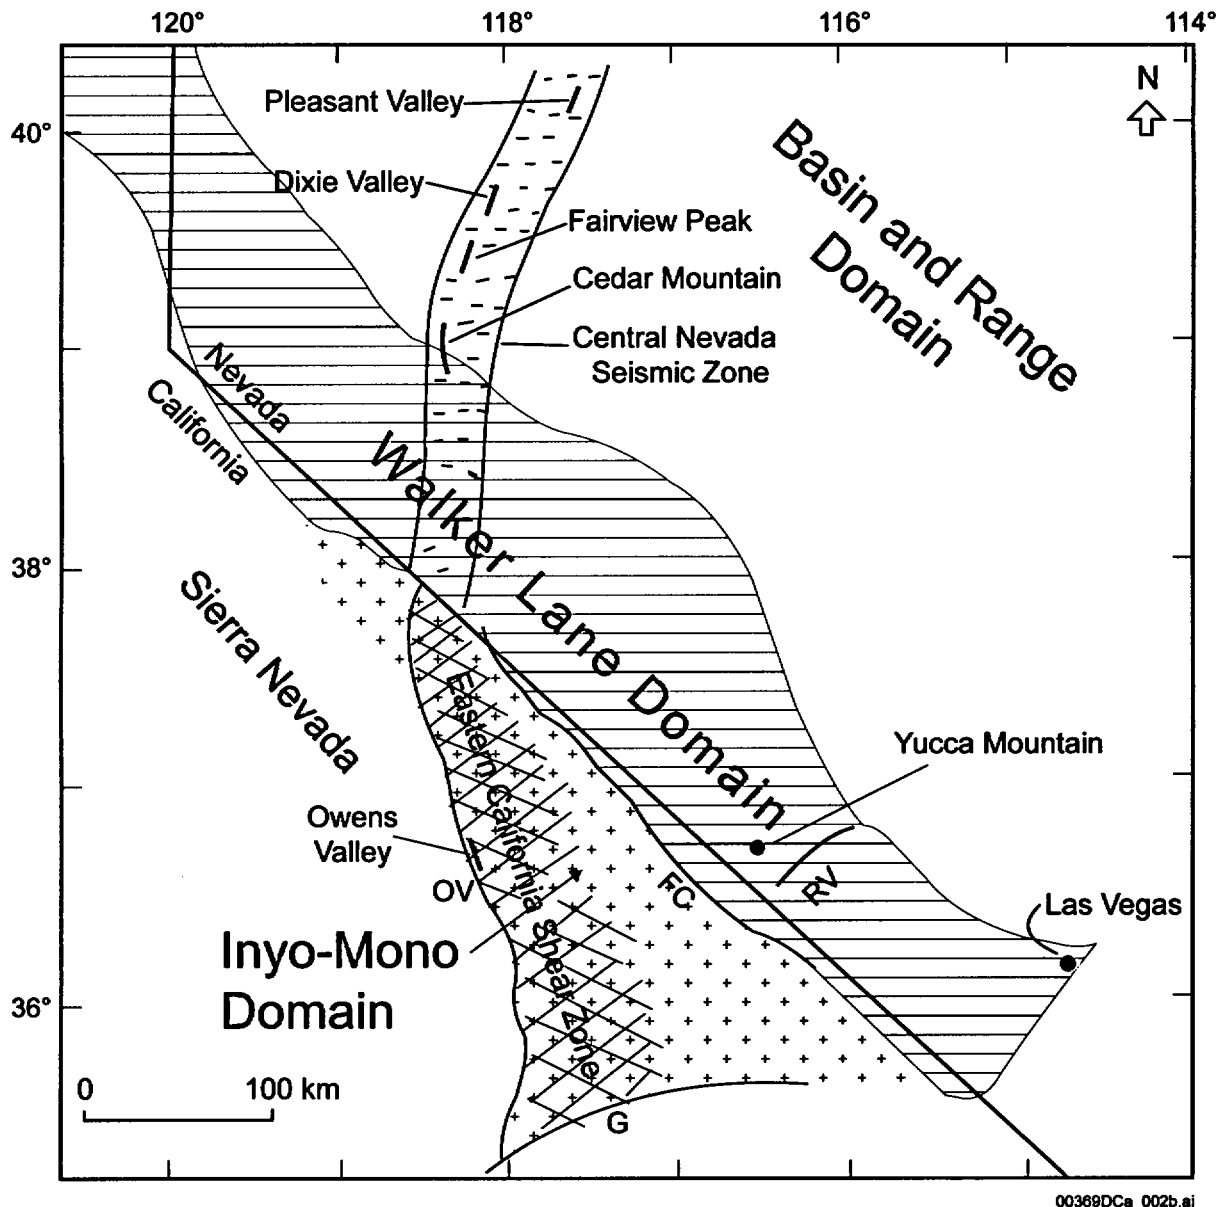 120°
118°
116°
114°
N
40°
38°
36°
Pleasant Valley
Dixie Valley
Fairview Peak
Cedar Mountain
Central Nevada
Seismic Zone
Basin and Range
Domain
Nevada
California
Walker Lane Domain
Sierra Nevada
Eastern California Shear Zone
Yucca Mountain
Owens
Valley
OV
FC
RV
Las Vegas
Inyo-Mono
Domain
0 100 km
G
00369DCa_002b.ai